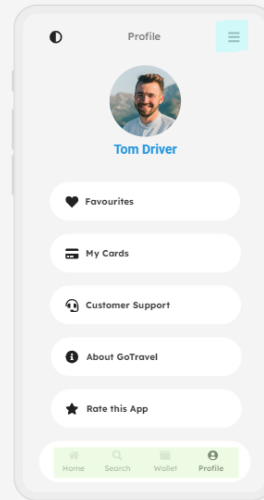 Profile
Tom Driver
Favourites
My Cards
Customer Support
About GoTravel
Rate this App
Home Search Wallet Profile